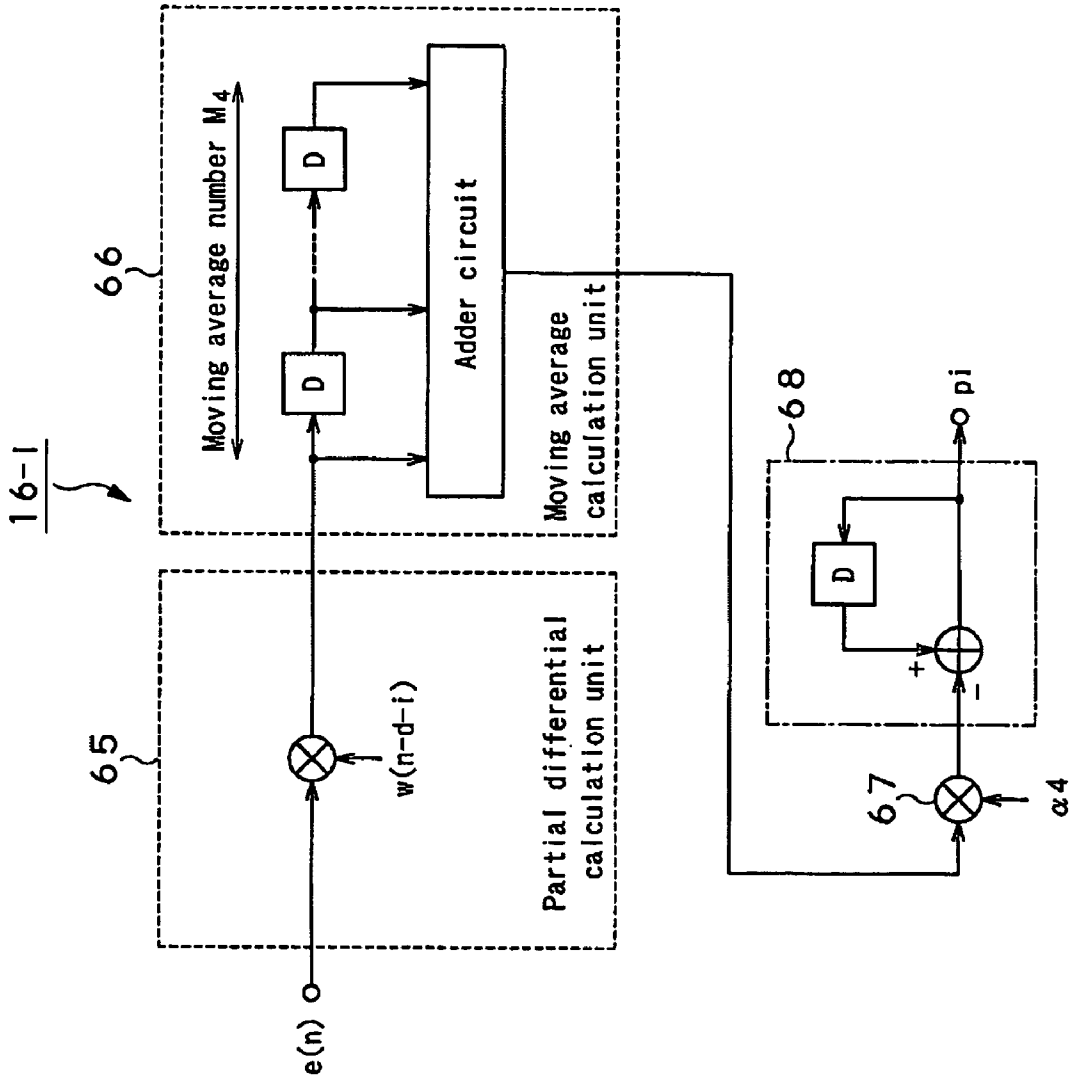 16-1
65
66
Moving average number M4
D
D
Adder circuit
Moving average
calculation unit
e(n)
w(n-d-i)
Partial differential
calculation unit
67
α4
68
D
+
-
pi